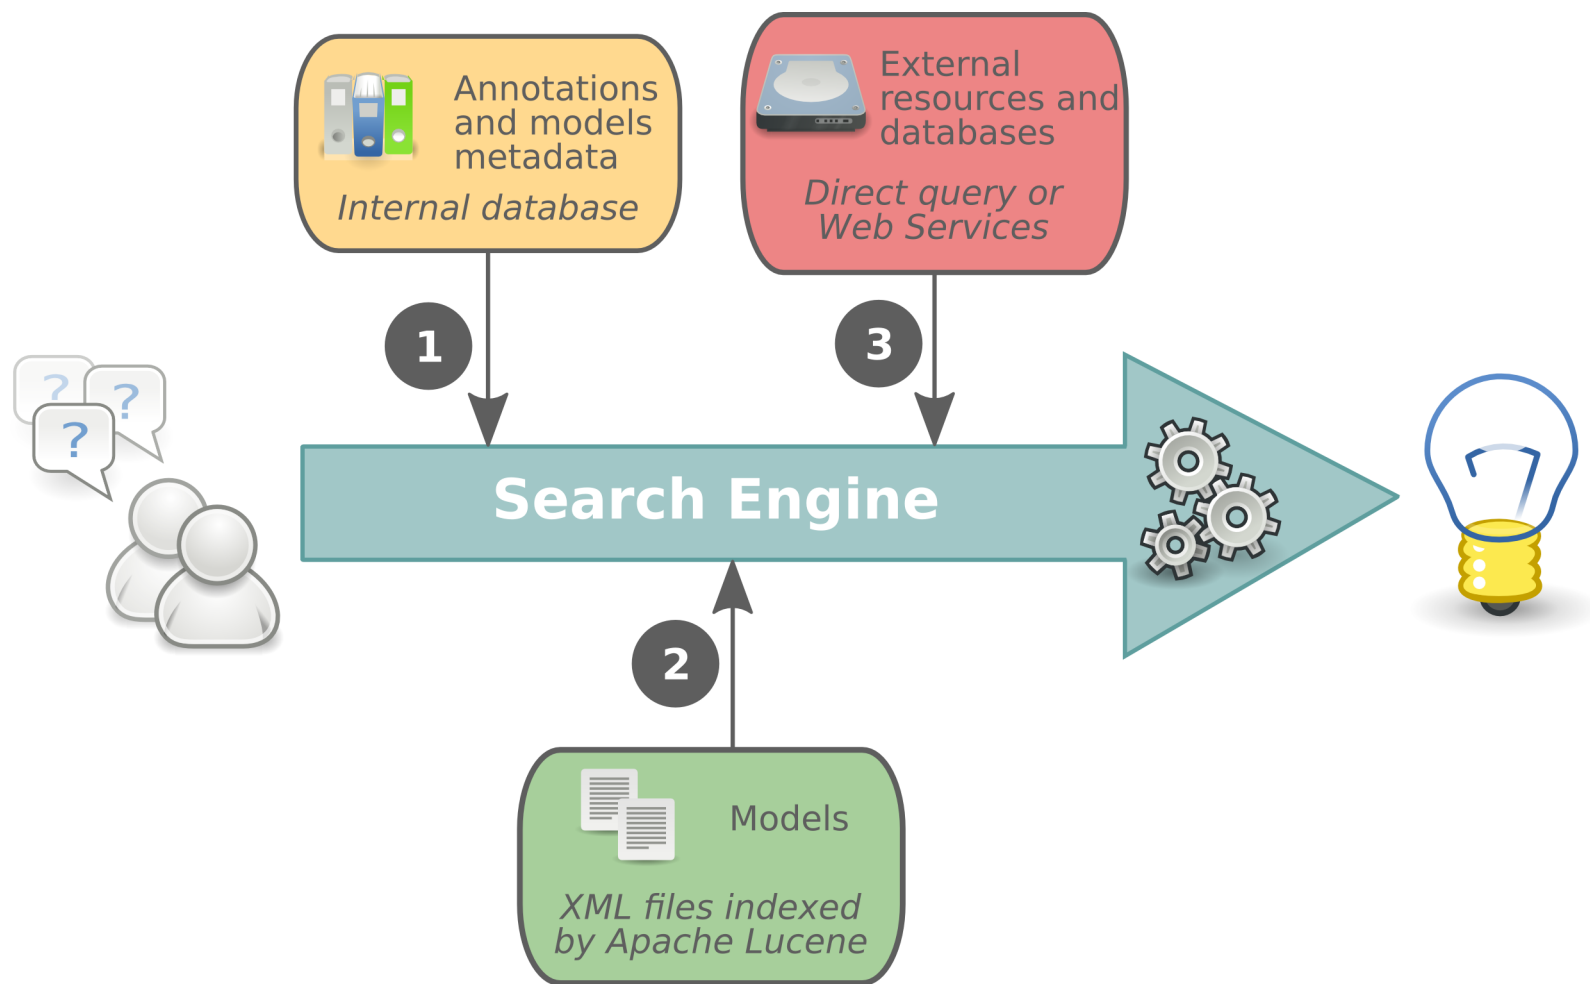 Annotations
and models
metadata
Internal database
External
resources and
databases
Direct query or
Web Services
1
3
?
?
?
Search Engine
2
Models
XML files indexed
by Apache Lucene